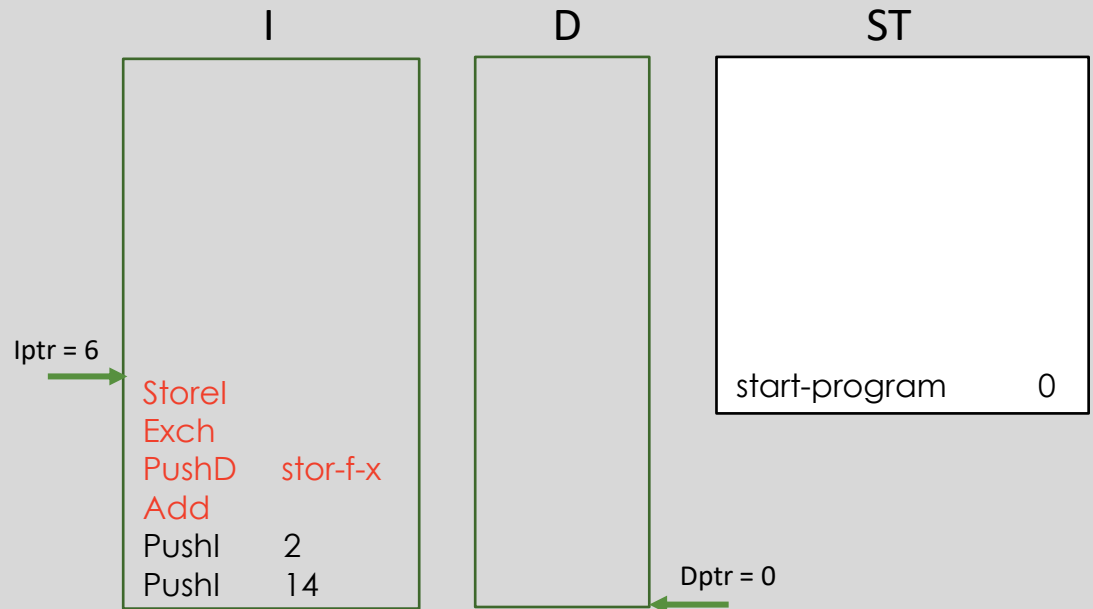 I D ST
Iptr = 6
StoreI
Exch
PushD stor-f-x
Add
PushI 2
PushI 14
Dptr = 0
start-program 0